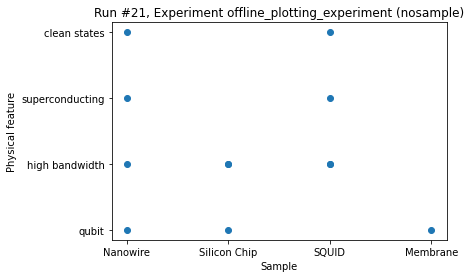 Run #21, Experiment offline_plotting_experiment (nosample)
clean states
superconducting
high bandwidth
qubit
Physical feature
Nanowire Silicon Chip SQUID Membrane
Sample